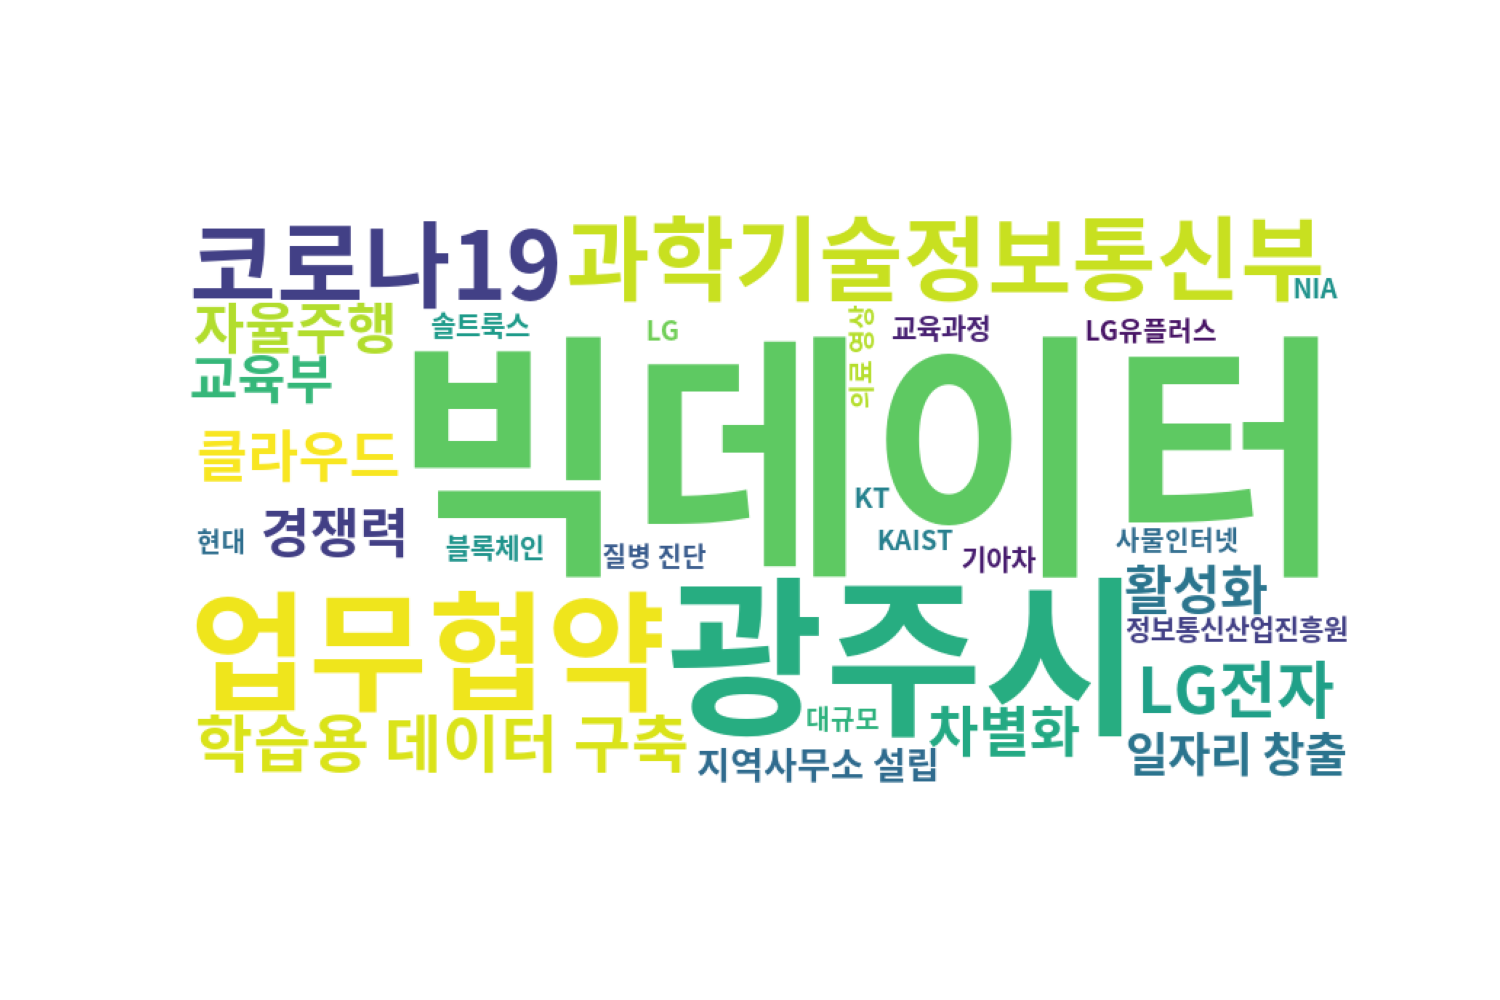 코로나19
과학기술정보통신부
NIA
자율주행
솔트룩스
LG
의료 영상
교육과정
LG유플러스
교육부
빅데이터
클라우드
KT
현대
경쟁력
블록체인
질병 진단
KAIST
기아차
사물인터넷
활성화
업무협약
광주시
정보통신산업진흥원
LG전자
학습용 데이터 구축
대규모
차별화
지역사무소 설립
일자리 창출